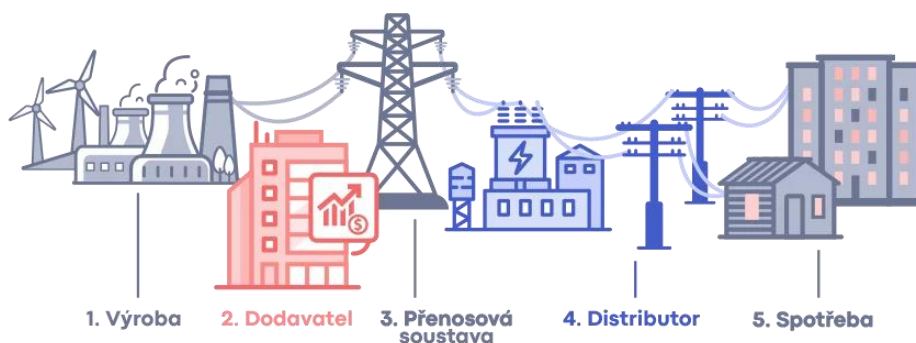 $
1. Výroba
2. Dodavatel
3. Přenosová
soustava
4. Distributor
5. Spotřeba